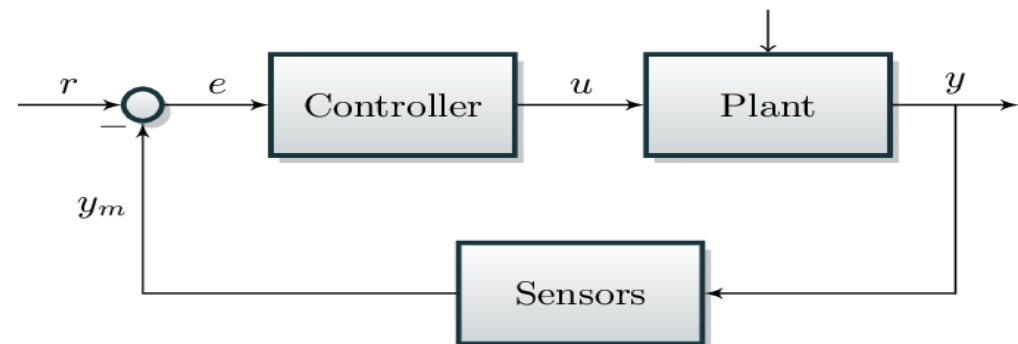 r
e
Controller
u
Plant
y
−
y_m
Sensors